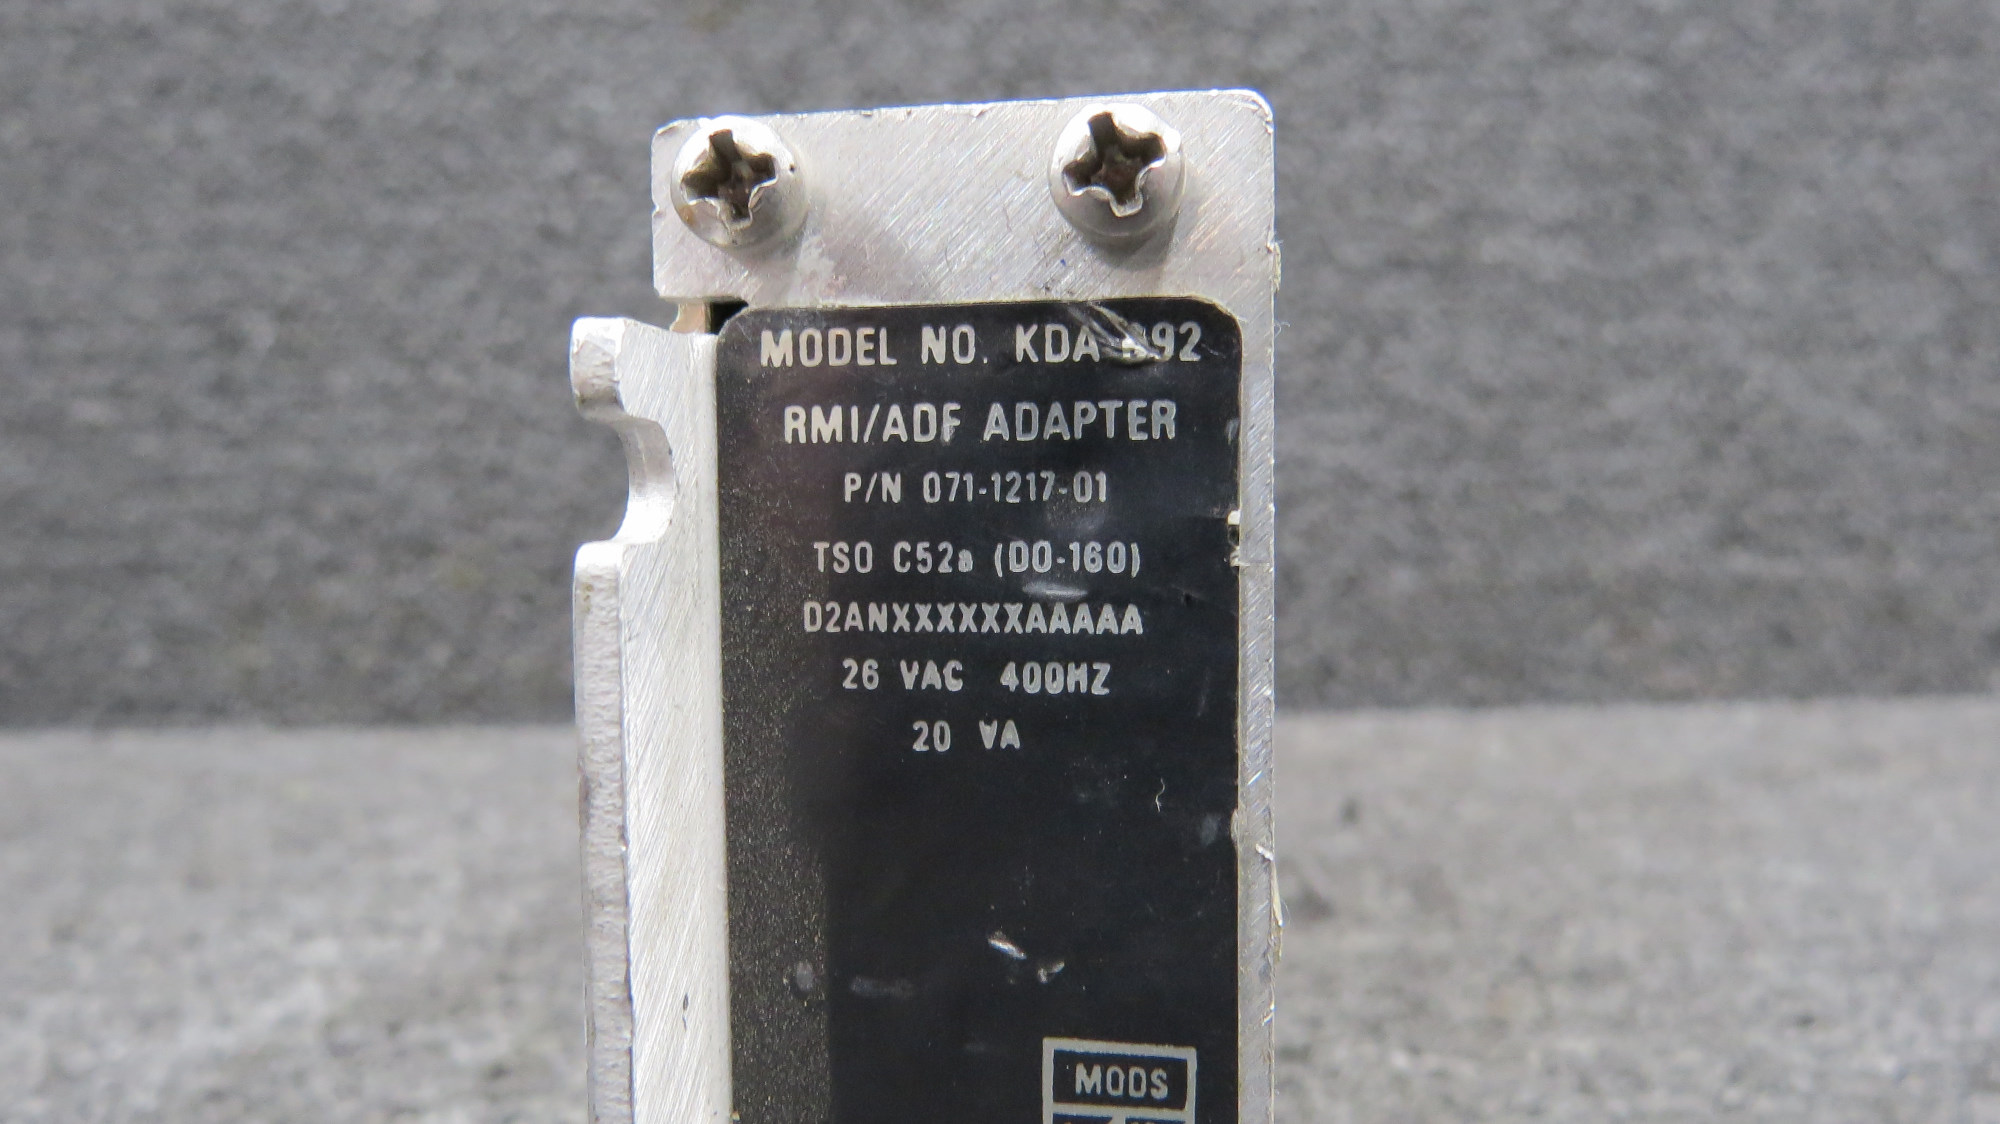 MODEL NO. KDA 692
RMI/ADF ADAPTER
P/N 071-1217-01
TSO C52a (DO-160)
D2ANXXXXXXAAAAA
26 VAC 400HZ
20 VA
MODS